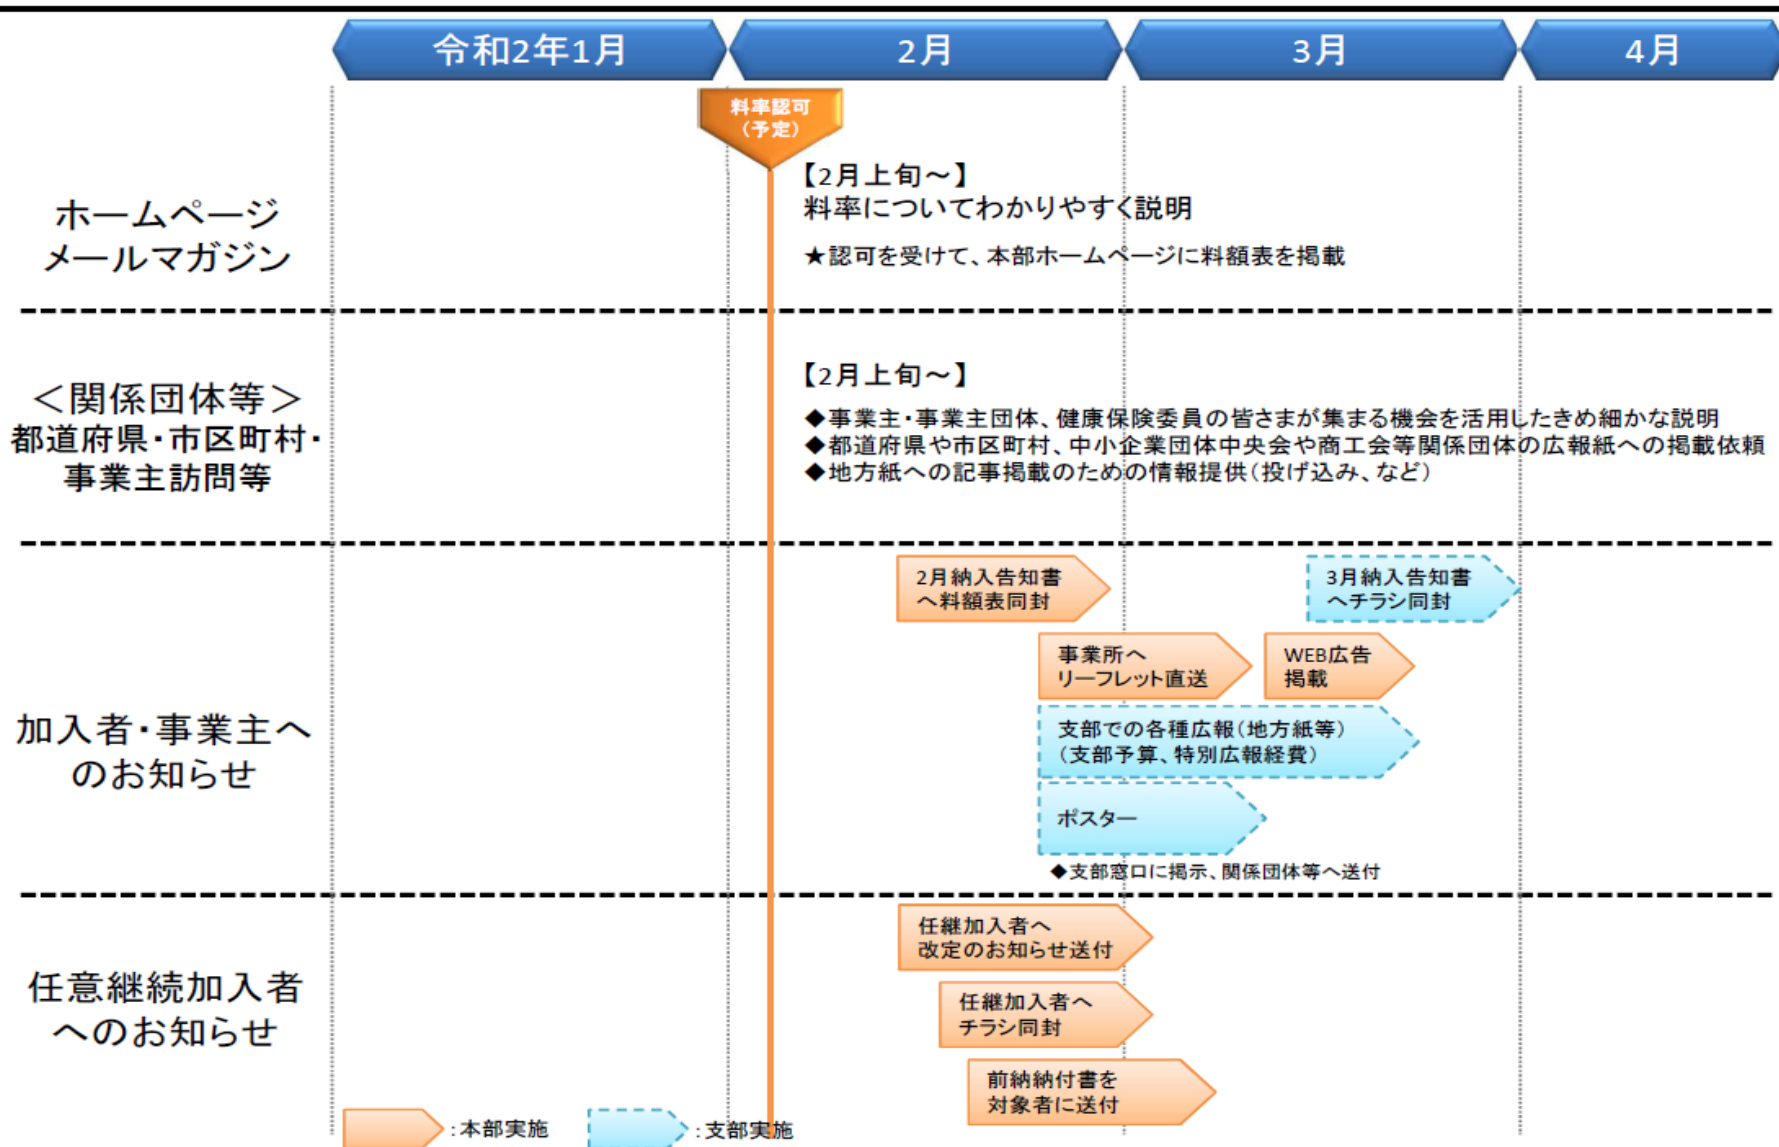 令和2年1月
2月
3月
4月
料率認可
(予定)
ホームページ
メールマガジン
【2月上旬～】
料率についてわかりやすく説明
★認可を受けて、本部ホームページに料額表を掲載
＜関係団体等＞
都道府県・市区町村・
事業主訪問等
【2月上旬～】
◆事業主・事業主団体、健康保険委員の皆さまが集まる機会を活用したきめ細かな説明
◆都道府県や市区町村、中小企業団体中央会や商工会等関係団体の広報紙への掲載依頼
◆地方紙への記事掲載のための情報提供(投げ込み、など)
加入者・事業主へ
のお知らせ
2月納入告知書
へ料額表同封
3月納入告知書
へチラシ同封
事業所へ
リーフレット直送
WEB広告
掲載
支部での各種広報(地方紙等)
(支部予算、特別広報経費)
ポスター
◆支部窓口に掲示、関係団体等へ送付
任意継続加入者
へのお知らせ
任継加入者へ
改定のお知らせ送付
任継加入者へ
チラシ同封
前納納付書を
対象者に送付
：本部実施
：支部実施